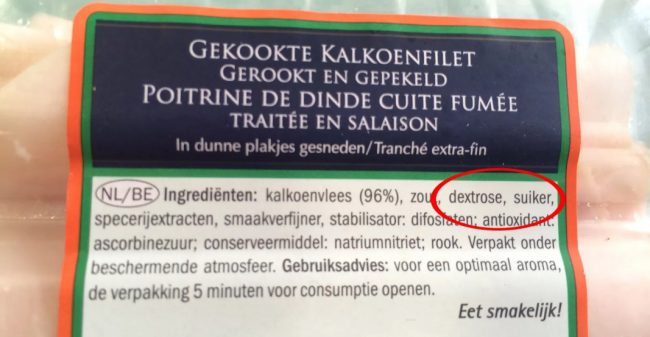 GEKOOKTE KALKOENFILET
GEROOKT EN GEPEKELD
POITRINE DE DINDE CUITE FUMÉE
TRAITÉE EN SALAISON
In dunne plakjes gesneden/Tranché extra-fin
NL/BE Ingrediënten: kalkoenvlees (96%), zout, dextrose, suiker,
specerijextracten, smaakverfijner, stabilisator: difosfaten; antioxidant:
ascorbinezuur; conserveermiddel: natriumnitriet; rook. Verpakt onder
beschermende atmosfeer. Gebruiksadvies: voor een optimaal aroma,
de verpakking 5 minuten voor consumptie openen.
Eet smakelijk!